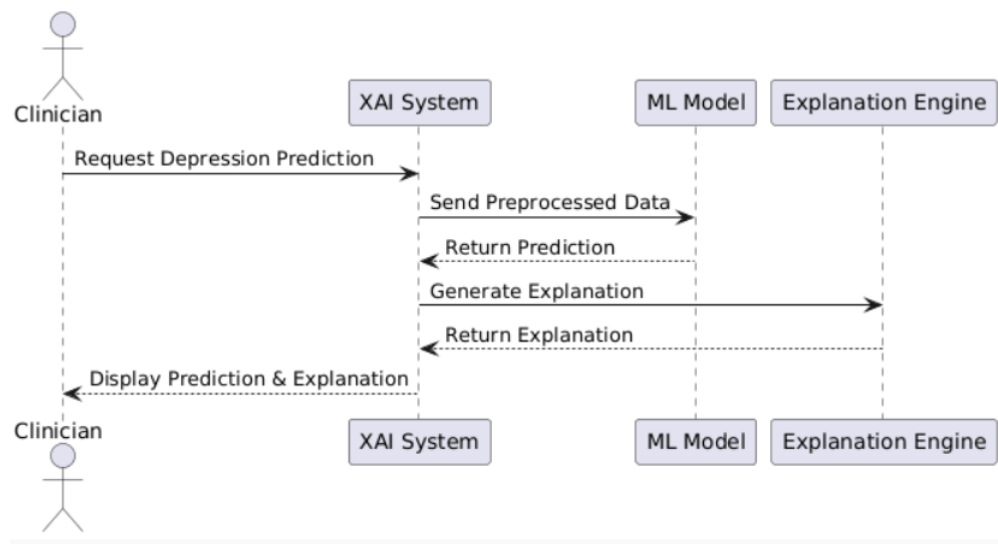 Clinician
XAI System
ML Model
Explanation Engine
Request Depression Prediction
Send Preprocessed Data
Return Prediction
Generate Explanation
Return Explanation
Display Prediction & Explanation
Clinician
XAI System
ML Model
Explanation Engine